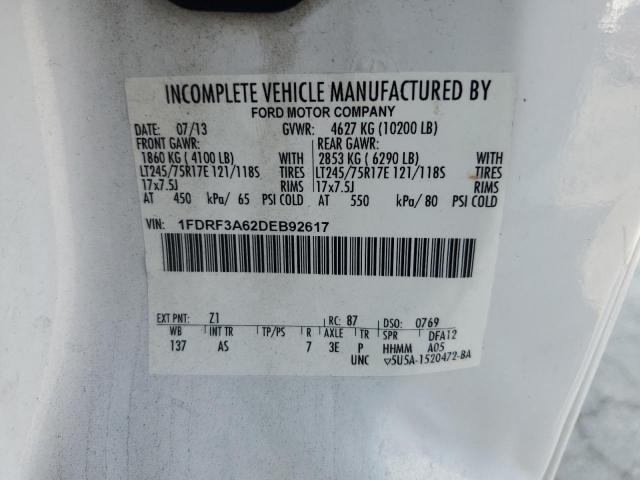 INCOMPLETE VEHICLE MANUFACTURED BY
FORD MOTOR COMPANY
DATE: 07/13 GVWR: 4627 KG (10200 LB)
FRONT GAWR: REAR GAWR:
1860 KG ( 4100 LB) WITH 2853 KG ( 6290 LB) WITH
LT245/75R17E 121/118S TIRES LT245/75R17E 121/118S TIRES
17x7.5J RIMS 17x7.5J RIMS
AT 450 kPa/ 65 PSI COLD AT 550 kPa/ 80 PSI COLD
VIN: 1FDRF3A62DEB92617
EXT PNT: Z1 RC: 87 DSO: 0769
WB INT TR TP/PS R AXLE TR SPR DFA12
137 AS 7 3E P HHMM A05
UNC ▽5U5A-1520472-BA